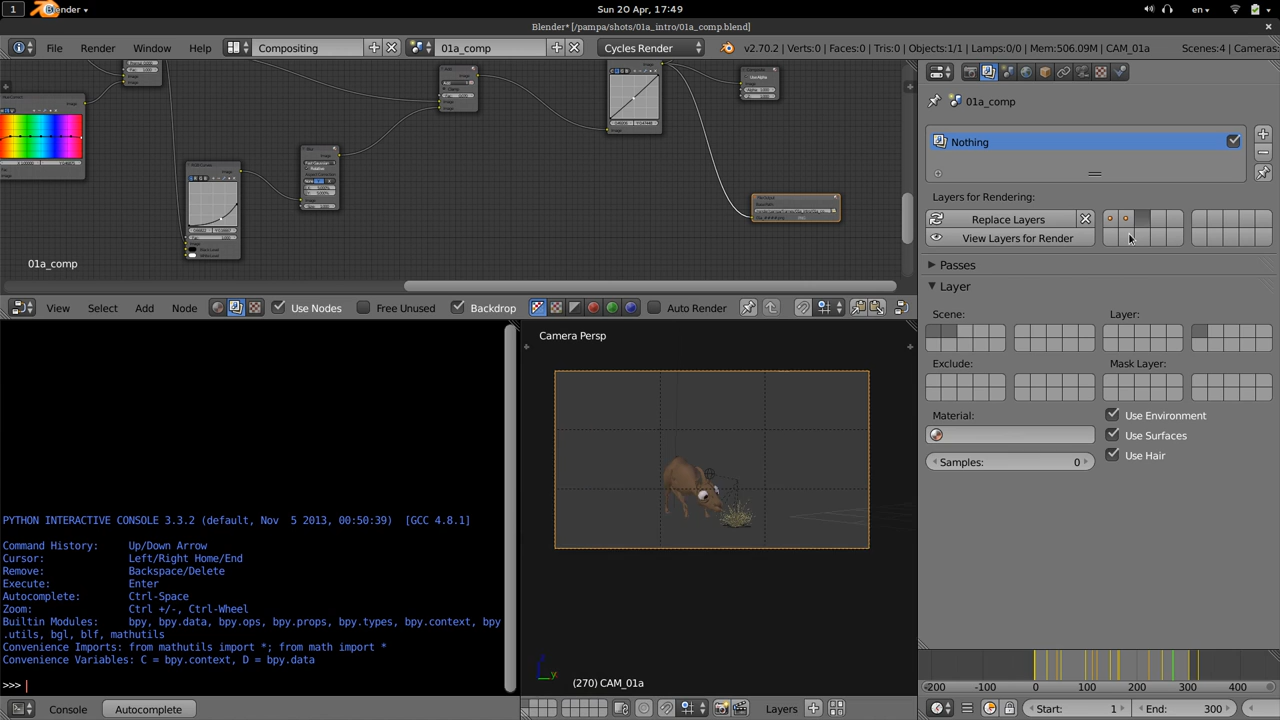 1 Blender Sun 20 Apr, 17:49 en
Blender* [/pampa/shots/01a_intro/01a_comp.blend]
File Render Window Help Compositing 01a_comp Cycles Render v2.70.2 | Verts:0 | Faces:0 | Tris:0 | Objects:1/1 | Lamps:0/0 | Mem:506.09M | CAM_01a Scenes:4 | Cameras
01a_comp
Nothing
Layers for Rendering:
Replace Layers
View Layers for Render
01a_comp
Passes
Layer
View Select Add Node Use Nodes Free Unused Backdrop Auto Render
Scene: Layer:
Camera Persp
Exclude: Mask Layer:
Material: Use Environment
Use Surfaces
Use Hair
Samples: 0
PYTHON INTERACTIVE CONSOLE 3.3.2 (default, Nov  5 2013, 00:50:39)  [GCC 4.8.1]
Command History: Up/Down Arrow
Cursor: Left/Right Home/End
Remove: Backspace/Delete
Execute: Enter
Autocomplete: Ctrl-Space
Zoom: Ctrl +/-, Ctrl-Wheel
Builtin Modules: bpy, bpy.data, bpy.ops, bpy.props, bpy.types, bpy.context, bpy
.utils, bgl, blf, mathutils
Convenience Imports: from mathutils import *; from math import *
Convenience Variables: C = bpy.context, D = bpy.data
>>>
(270) CAM_01a
-200 -100 0 100 200 300 400
Console Autocomplete Layers Start: 1 End: 300